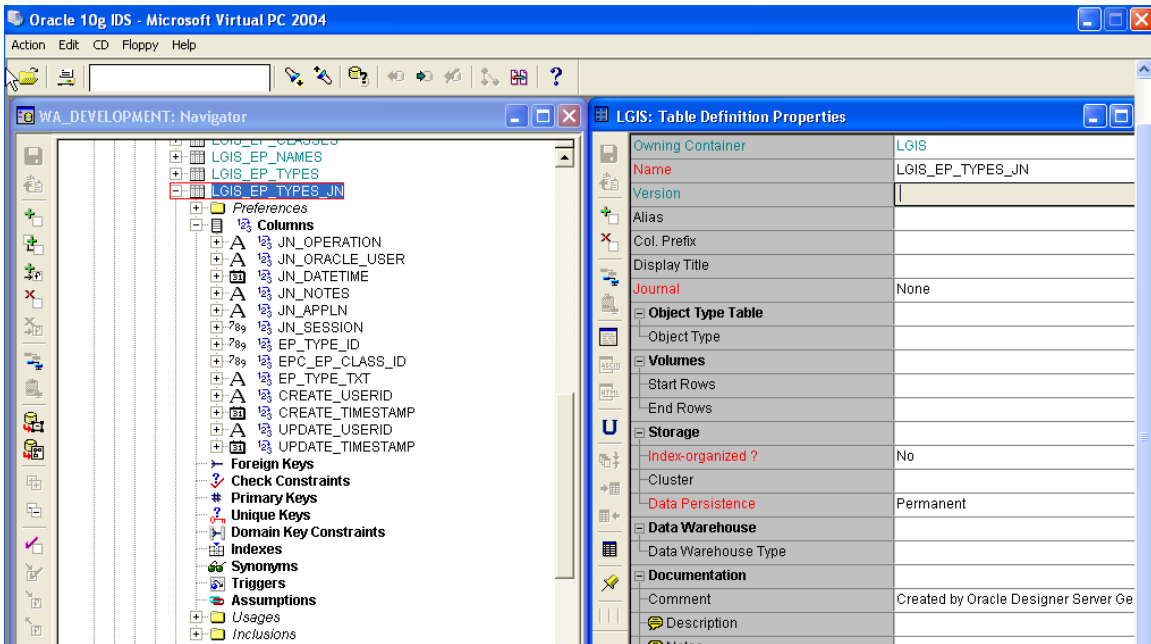 Oracle 10g IDS - Microsoft Virtual PC 2004
Action Edit CD Floppy Help
WA_DEVELOPMENT: Navigator
LGIS_EP_CLASSES
LGIS_EP_NAMES
LGIS_EP_TYPES
LGIS_EP_TYPES_JN
Preferences
Columns
JN_OPERATION
JN_ORACLE_USER
JN_DATETIME
JN_NOTES
JN_APPLN
JN_SESSION
EP_TYPE_ID
EPC_EP_CLASS_ID
EP_TYPE_TXT
CREATE_USERID
CREATE_TIMESTAMP
UPDATE_USERID
UPDATE_TIMESTAMP
Foreign Keys
Check Constraints
Primary Keys
Unique Keys
Domain Key Constraints
Indexes
Synonyms
Triggers
Assumptions
Usages
Inclusions
LGIS: Table Definition Properties
Owning Container LGIS
Name LGIS_EP_TYPES_JN
Version
Alias
Col. Prefix
Display Title
Journal None
Object Type Table
Object Type
Volumes
Start Rows
End Rows
Storage
Index-organized ? No
Cluster
Data Persistence Permanent
Data Warehouse
Data Warehouse Type
Documentation
Comment Created by Oracle Designer Server Ge
Description